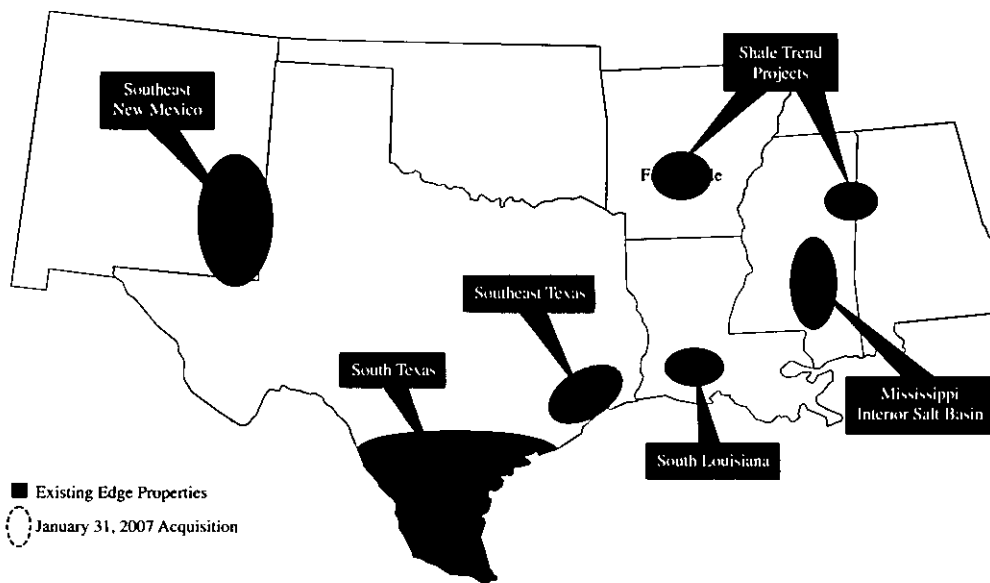 Shale Trend
Projects
Southeast
New Mexico
Southeast Texas
South Texas
Mississippi
Interior Salt Basin
South Louisiana
Existing Edge Properties
January 31, 2007 Acquisition